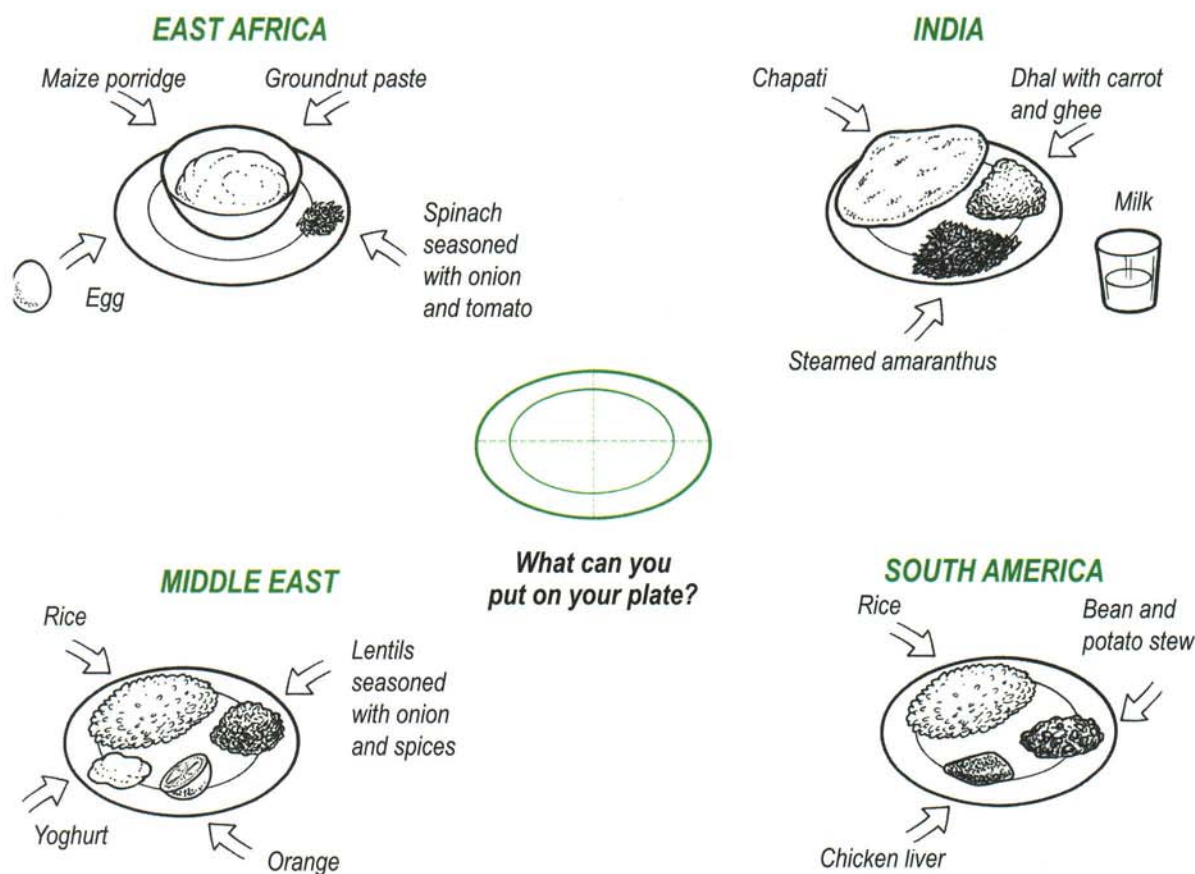 EAST AFRICA
Maize porridge
Groundnut paste
Egg
Spinach
seasoned
with onion
and tomato
INDIA
Chapati
Dhal with carrot
and ghee
Milk
Steamed amaranthus
What can you
put on your plate?
MIDDLE EAST
Rice
Lentils
seasoned
with onion
and spices
Yoghurt
Orange
SOUTH AMERICA
Rice
Bean and
potato stew
Chicken liver